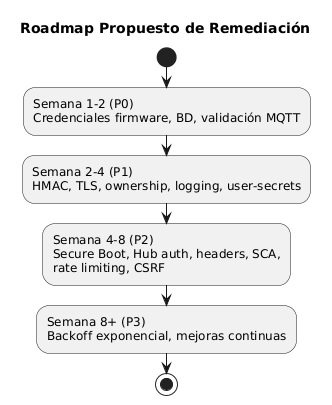 Roadmap Propuesto de Remediación
Semana 1-2 (P0)
Credenciales firmware, BD, validación MQTT
Semana 2-4 (P1)
HMAC, TLS, ownership, logging, user-secrets
Semana 4-8 (P2)
Secure Boot, Hub auth, headers, SCA,
rate limiting, CSRF
Semana 8+ (P3)
Backoff exponencial, mejoras continuas